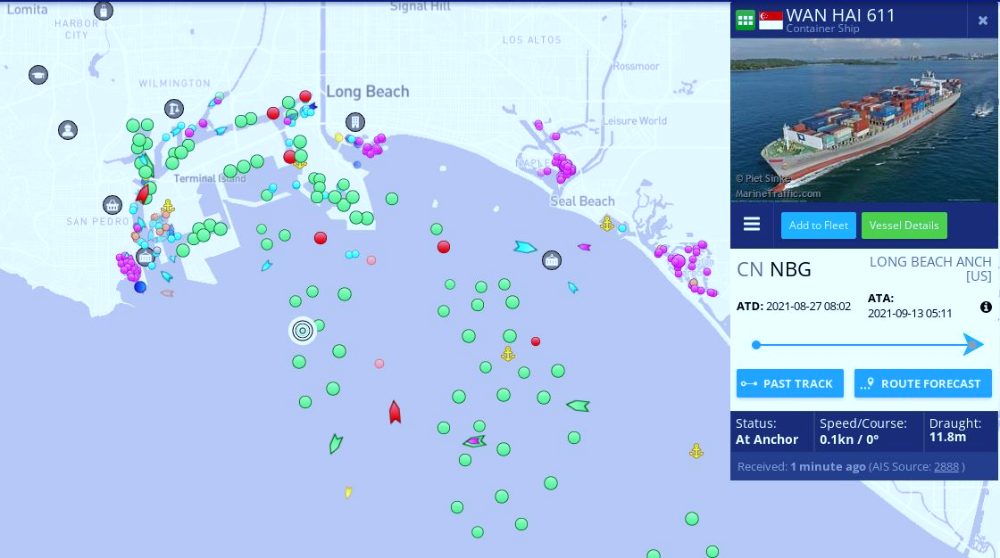 Lomita
HARBOR
CITY
Signal Hill
LOS ALTOS
Rossmoor
WILMINGTON
Long Beach
Leisure World
NAPLES
Terminal Island
Seal Beach
SAN PEDRO
WAN HAI 611
Container Ship
×
WAN HAI
© Piet Sinke
MarineTraffic.com
Add to Fleet
Vessel Details
CN NBG
LONG BEACH ANCH
[US]
ATD: 2021-08-27 08:02
ATA:
2021-09-13 05:11
PAST TRACK
ROUTE FORECAST
Status:
At Anchor
Speed/Course:
0.1kn / 0°
Draught:
11.8m
Received: 1 minute ago (AIS Source: 2888 )